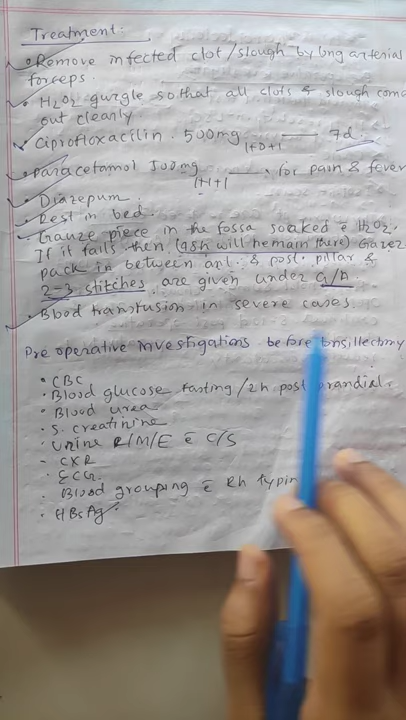 Treatment:
• Remove infected clot/slough by long arterial
forceps.
• H2O2 gurgle so that all clots & slough come
out clearly
Ciprofloxacilin. 500mg 1+0+1 — 7d.
• Paracetamol 500mg 1+1+1 for pain & fever
• Diazepum.
• Rest in bed.
• Gauze piece in the fossa soaked c̄ H2O2.
If it fails then (98h will remain there) Gauze
pack in between ant. & post. pillar &
2-3 stitches are given under G/A
• Blood transfusion in severe cases
Pre operative investigations before tonsillectomy
• CBC
• Blood glucose fasting/2h post prandial.
• Blood urea
• S. creatinine
• Urine R/M/E c̄ C/S
- CXR
• ECG.
• Blood grouping c̄ Rh typin
• HBsAg